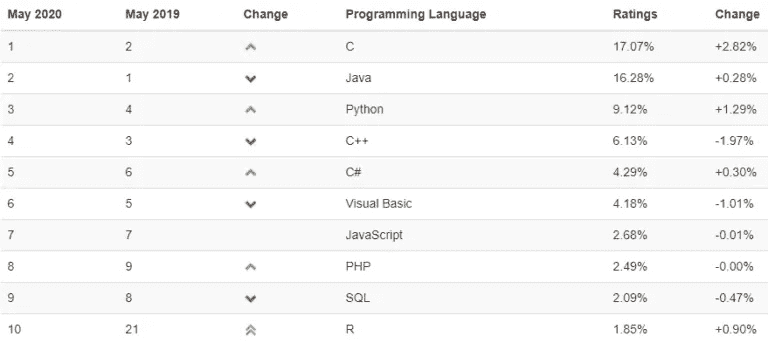 May 2020 May 2019 Change Programming Language Ratings Change
1 2 C 17.07% +2.82%
2 1 Java 16.28% +0.28%
3 4 Python 9.12% +1.29%
4 3 C++ 6.13% -1.97%
5 6 C# 4.29% +0.30%
6 5 Visual Basic 4.18% -1.01%
7 7 JavaScript 2.68% -0.01%
8 9 PHP 2.49% -0.00%
9 8 SQL 2.09% -0.47%
10 21 R 1.85% +0.90%